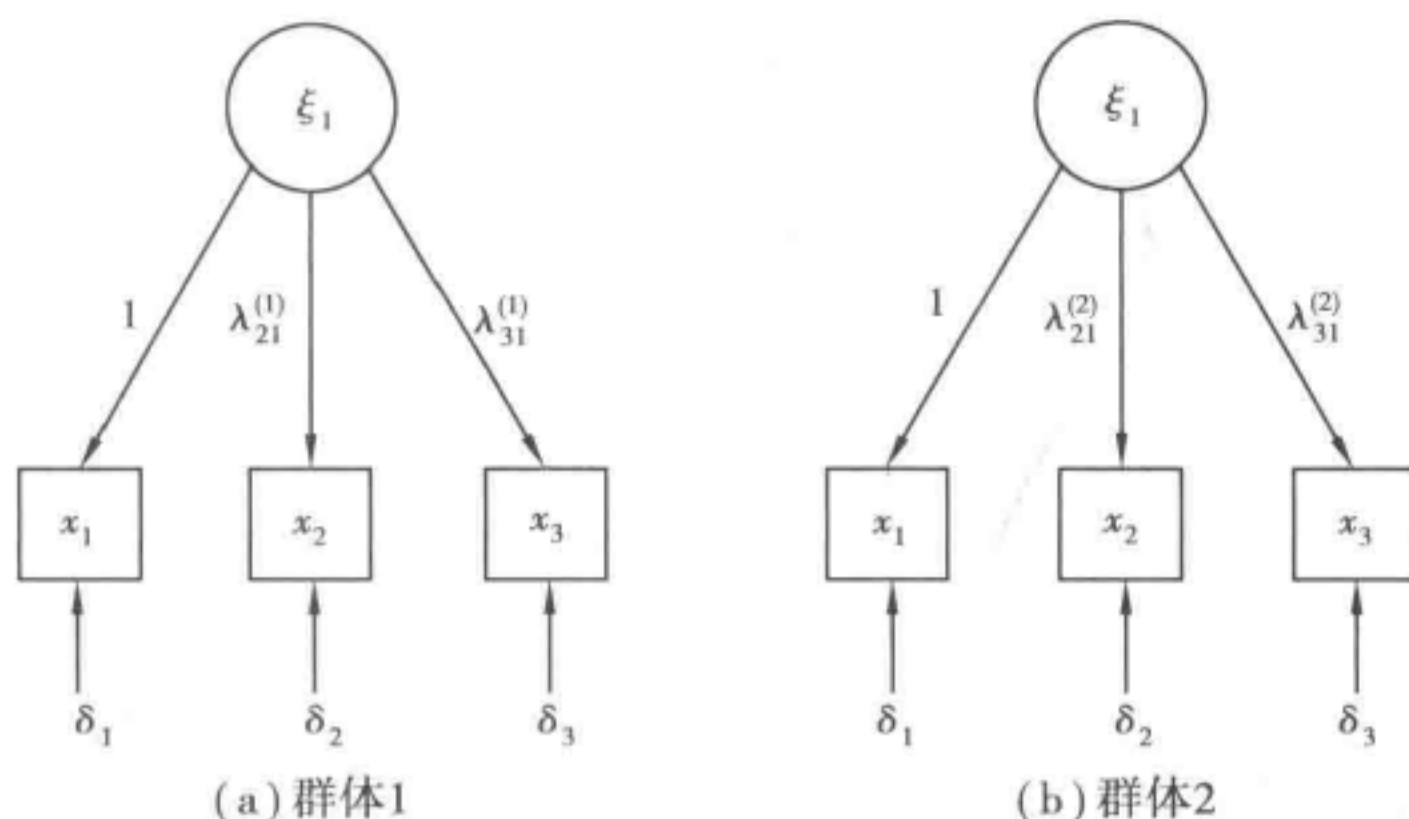 ξ₁ ξ₁
1 λ₂₁⁽¹⁾ λ₃₁⁽¹⁾ 1 λ₂₁⁽²⁾ λ₃₁⁽²⁾
x₁ x₂ x₃ x₁ x₂ x₃
δ₁ δ₂ δ₃ δ₁ δ₂ δ₃
(a)群体1 (b)群体2